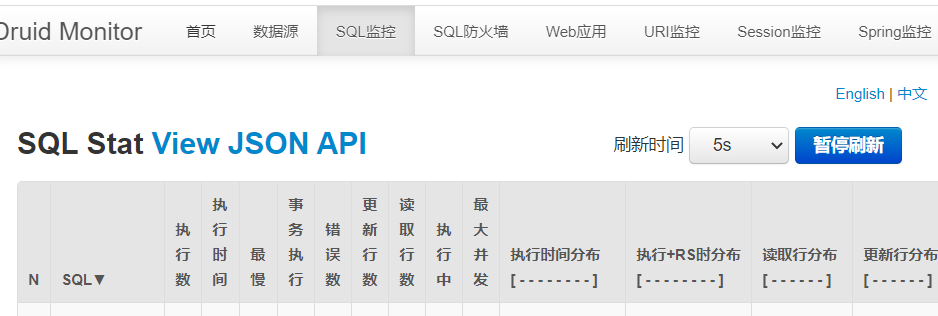 Druid Monitor 首页 数据源 SQL监控 SQL防火墙 Web应用 URI监控 Session监控 Spring监控
English | 中文
SQL Stat View JSON API 刷新时间 5s 暂停刷新
N SQL▼ 执行数 执行时间 最慢 事务执行 错误数 更新行数 读取行数 执行中 最大并发 执行时间分布 [ - - - - - - - - ] 执行+RS时分布 [ - - - - - - - - ] 读取行分布 [ - - - - - - ] 更新行分布 [ - - - - - - ]